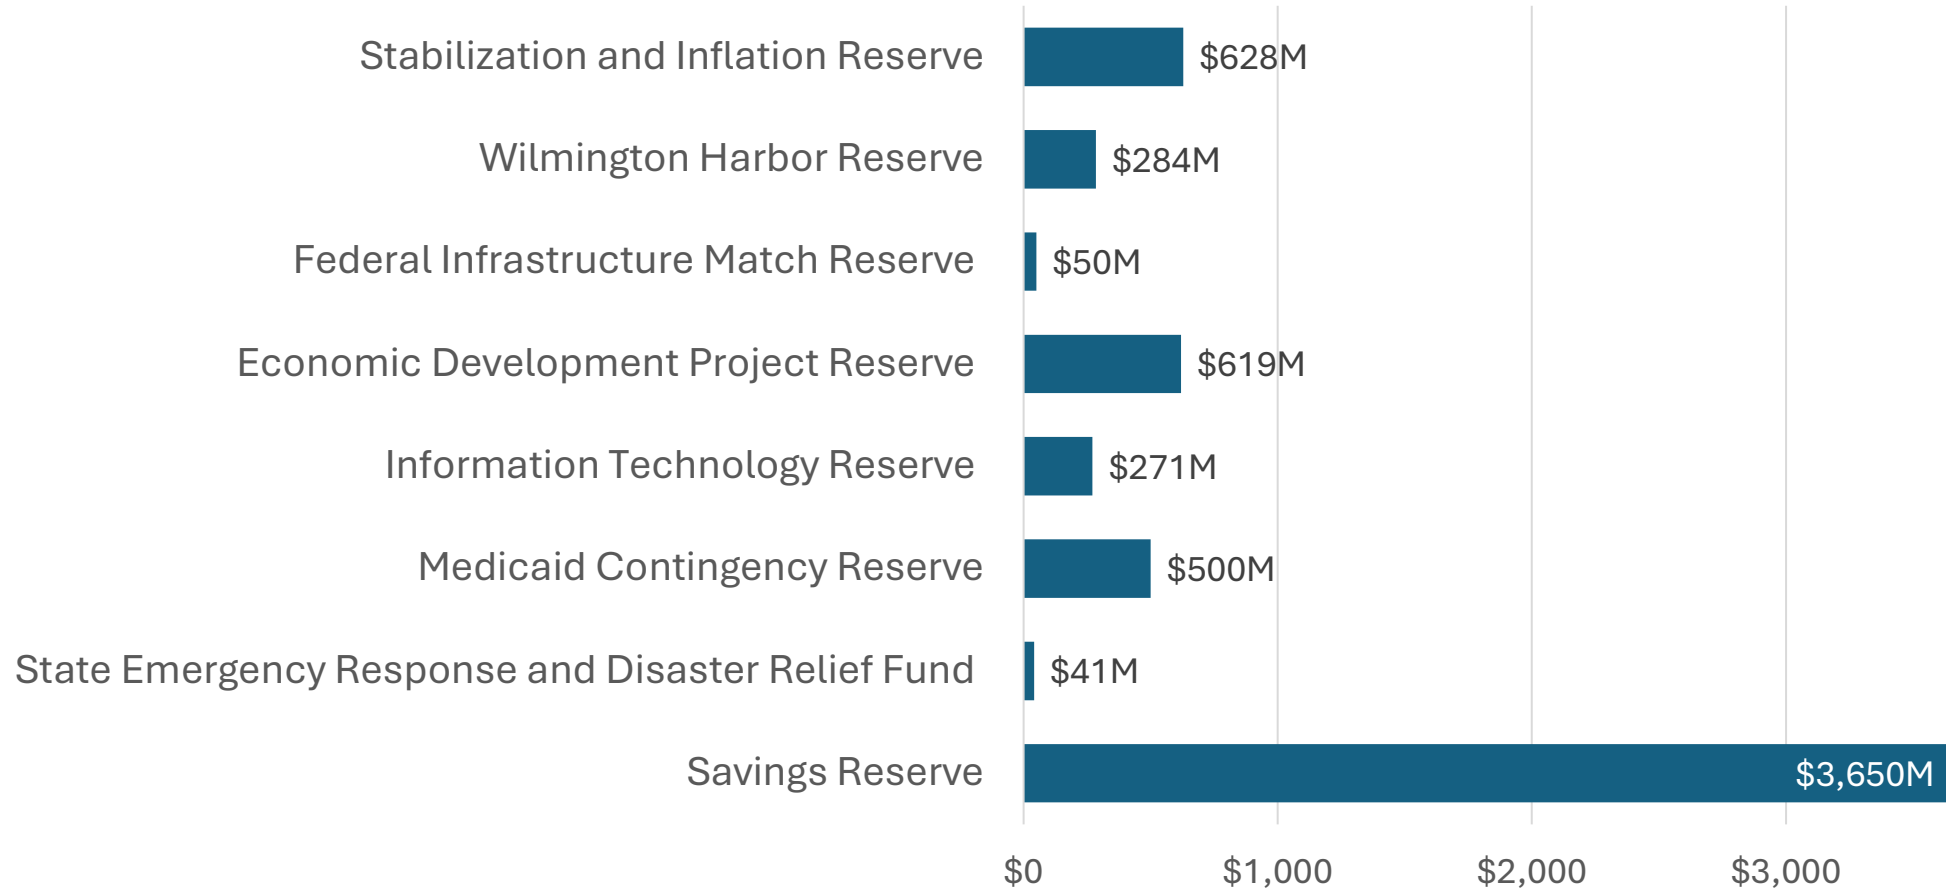 Stabilization and Inflation Reserve $628M
Wilmington Harbor Reserve $284M
Federal Infrastructure Match Reserve $50M
Economic Development Project Reserve $619M
Information Technology Reserve $271M
Medicaid Contingency Reserve $500M
State Emergency Response and Disaster Relief Fund $41M
Savings Reserve $3,650M
$0 $1,000 $2,000 $3,000